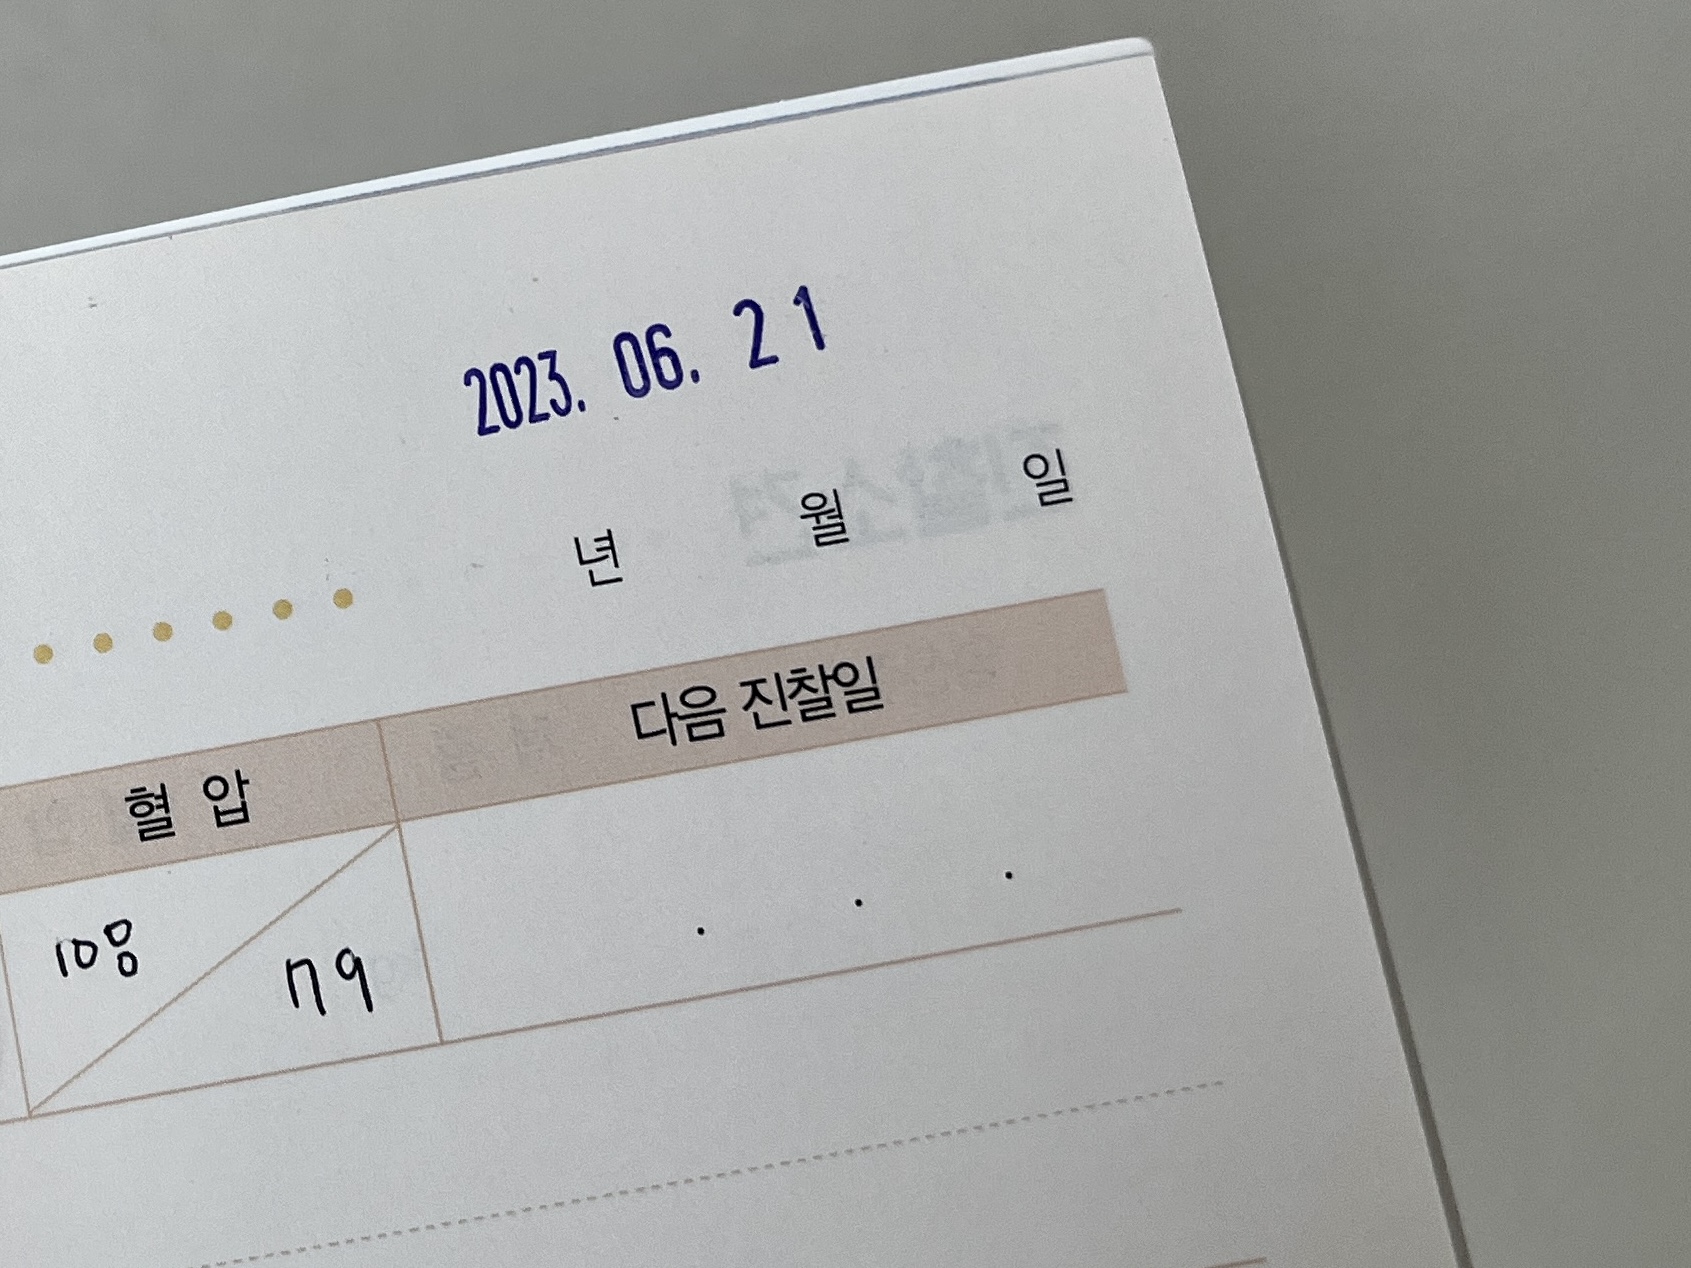 2023. 06. 21
년 월 일
혈 압 다음 진찰일
108 79 . . .